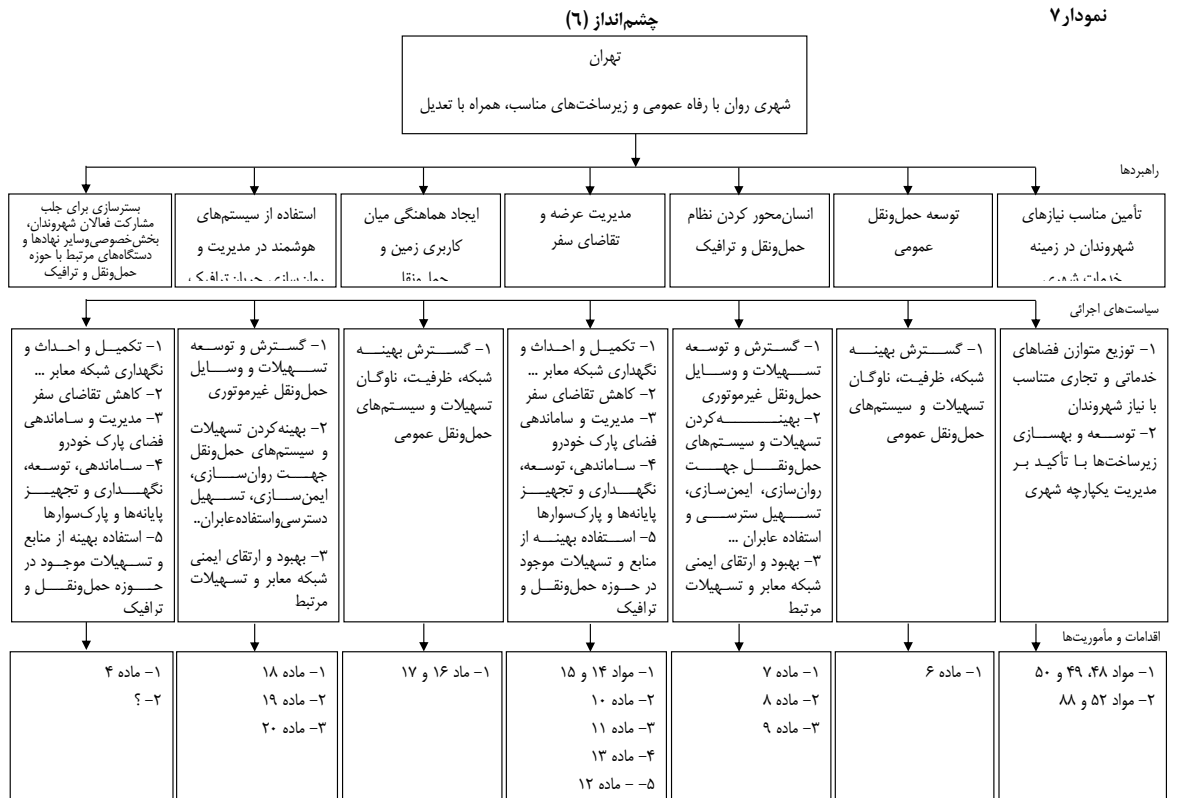 نمودار۷
چشم‌انداز (٦)
تهران
شهری روان با رفاه عمومی و زیرساخت‌های مناسب، همراه با تعدیل
راهبردها
تأمین مناسب نیازهای
شهروندان در زمینه
خدمات شهری
توسعه حمل‌ونقل
عمومی
انسان‌محور کردن نظام
حمل‌ونقل و ترافیک
مدیریت عرضه و
تقاضای سفر
ایجاد هماهنگی میان
کاربری زمین و
حمل‌ونقل
استفاده از سیستم‌های
هوشمند در مدیریت و
روان‌سازی جریان ترافیک
بسترسازی برای جلب
مشارکت فعالان شهروندان،
بخش‌خصوصی‌وسایر نهادها و
دستگاه‌های مرتبط با حوزه
حمل‌ونقل و ترافیک
سیاست‌های اجرائی
۱- توزیع متوازن فضاهای
خدماتی و تجاری متناسب
با نیاز شهروندان
۲- توسعه و بهسازی
زیرساخت‌ها با تأکید بر
مدیریت یکپارچه شهری
۱- گسترش بهینه
شبکه، ظرفیت، ناوگان
تسهیلات و سیستم‌های
حمل‌ونقل عمومی
۱- گسترش و توسعه
تسهیلات و وسایل
حمل‌ونقل غیرموتوری
۲- بهینه‌کردن
تسهیلات و سیستم‌های
حمل‌ونقل جهت
روان‌سازی، ایمن‌سازی،
تسهیل سترسی و
استفاده عابران ...
۳- بهبود و ارتقای ایمنی
شبکه معابر و تسهیلات
مرتبط
۱- تکمیل و احداث و
نگهداری شبکه معابر ...
۲- کاهش تقاضای سفر
۳- مدیریت و ساماندهی
فضای پارک خودرو
۴- ساماندهی، توسعه،
نگهداری و تجهیز
پایانه‌ها و پارک‌سوارها
۵- استفاده بهینه از
منابع و تسهیلات موجود
در حوزه حمل‌ونقل و
ترافیک
۱- گسترش بهینه
شبکه، ظرفیت، ناوگان
تسهیلات و سیستم‌های
حمل‌ونقل عمومی
۱- گسترش و توسعه
تسهیلات و وسایل
حمل‌ونقل غیرموتوری
۲- بهینه‌کردن تسهیلات
و سیستم‌های حمل‌ونقل
جهت روان‌سازی،
ایمن‌سازی، تسهیل
دسترسی‌واستفاده‌عابران..
۳- بهبود و ارتقای ایمنی
شبکه معابر و تسهیلات
مرتبط
۱- تکمیل و احداث و
نگهداری شبکه معابر ...
۲- کاهش تقاضای سفر
۳- مدیریت و ساماندهی
فضای پارک خودرو
۴- ساماندهی، توسعه،
نگهداری و تجهیز
پایانه‌ها و پارک‌سوارها
۵- استفاده بهینه از منابع
و تسهیلات موجود در
حوزه حمل‌ونقل و
ترافیک
اقدامات و مأموریت‌ها
۱- مواد ۴۸، ۴۹ و ۵۰
۲- مواد ۵۲ و ۸۸
۱- ماده ۶
۱- ماده ۷
۲- ماده ۸
۳- ماده ۹
۱- مواد ۱۴ و ۱۵
۲- ماده ۱۰
۳- ماده ۱۱
۴- ماده ۱۳
۵- – ماده ۱۲
۱- ماد ۱۶ و ۱۷
۱- ماده ۱۸
۲- ماده ۱۹
۳- ماده ۲۰
۱- ماده ۴
۲- ؟